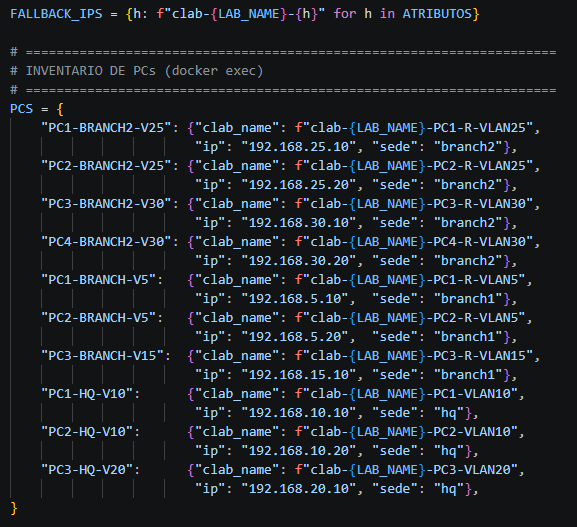 FALLBACK_IPS = {h: f"clab-{LAB_NAME}-{h}" for h in ATRIBUTOS}
# ===================================================================
# INVENTARIO DE PCs (docker exec)
# ===================================================================
PCS = {
    "PC1-BRANCH2-V25": {"clab_name": f"clab-{LAB_NAME}-PC1-R-VLAN25",
                        "ip": "192.168.25.10", "sede": "branch2"},
    "PC2-BRANCH2-V25": {"clab_name": f"clab-{LAB_NAME}-PC2-R-VLAN25",
                        "ip": "192.168.25.20", "sede": "branch2"},
    "PC3-BRANCH2-V30": {"clab_name": f"clab-{LAB_NAME}-PC3-R-VLAN30",
                        "ip": "192.168.30.10", "sede": "branch2"},
    "PC4-BRANCH2-V30": {"clab_name": f"clab-{LAB_NAME}-PC4-R-VLAN30",
                        "ip": "192.168.30.20", "sede": "branch2"},
    "PC1-BRANCH-V5":   {"clab_name": f"clab-{LAB_NAME}-PC1-R-VLAN5",
                        "ip": "192.168.5.10",  "sede": "branch1"},
    "PC2-BRANCH-V5":   {"clab_name": f"clab-{LAB_NAME}-PC2-R-VLAN5",
                        "ip": "192.168.5.20",  "sede": "branch1"},
    "PC3-BRANCH-V15":  {"clab_name": f"clab-{LAB_NAME}-PC3-R-VLAN15",
                        "ip": "192.168.15.10", "sede": "branch1"},
    "PC1-HQ-V10":      {"clab_name": f"clab-{LAB_NAME}-PC1-VLAN10",
                        "ip": "192.168.10.10", "sede": "hq"},
    "PC2-HQ-V10":      {"clab_name": f"clab-{LAB_NAME}-PC2-VLAN10",
                        "ip": "192.168.10.20", "sede": "hq"},
    "PC3-HQ-V20":      {"clab_name": f"clab-{LAB_NAME}-PC3-VLAN20",
                        "ip": "192.168.20.10", "sede": "hq"},
}